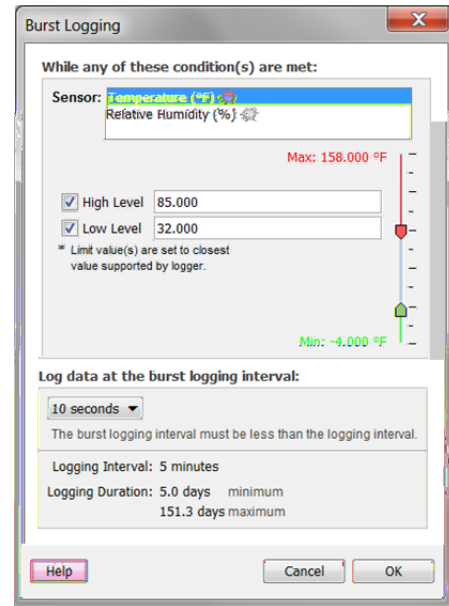 Burst Logging
X
While any of these condition(s) are met:
Sensor: Temperature (°F)
Relative Humidity (%)
Max: 158.000 °F
High Level 85.000
Low Level 32.000
* Limit value(s) are set to closest
value supported by logger.
Min: -4.000 °F
Log data at the burst logging interval:
10 seconds
The burst logging interval must be less than the logging interval.
Logging Interval: 5 minutes
Logging Duration: 5.0 days minimum
151.3 days maximum
Help Cancel OK